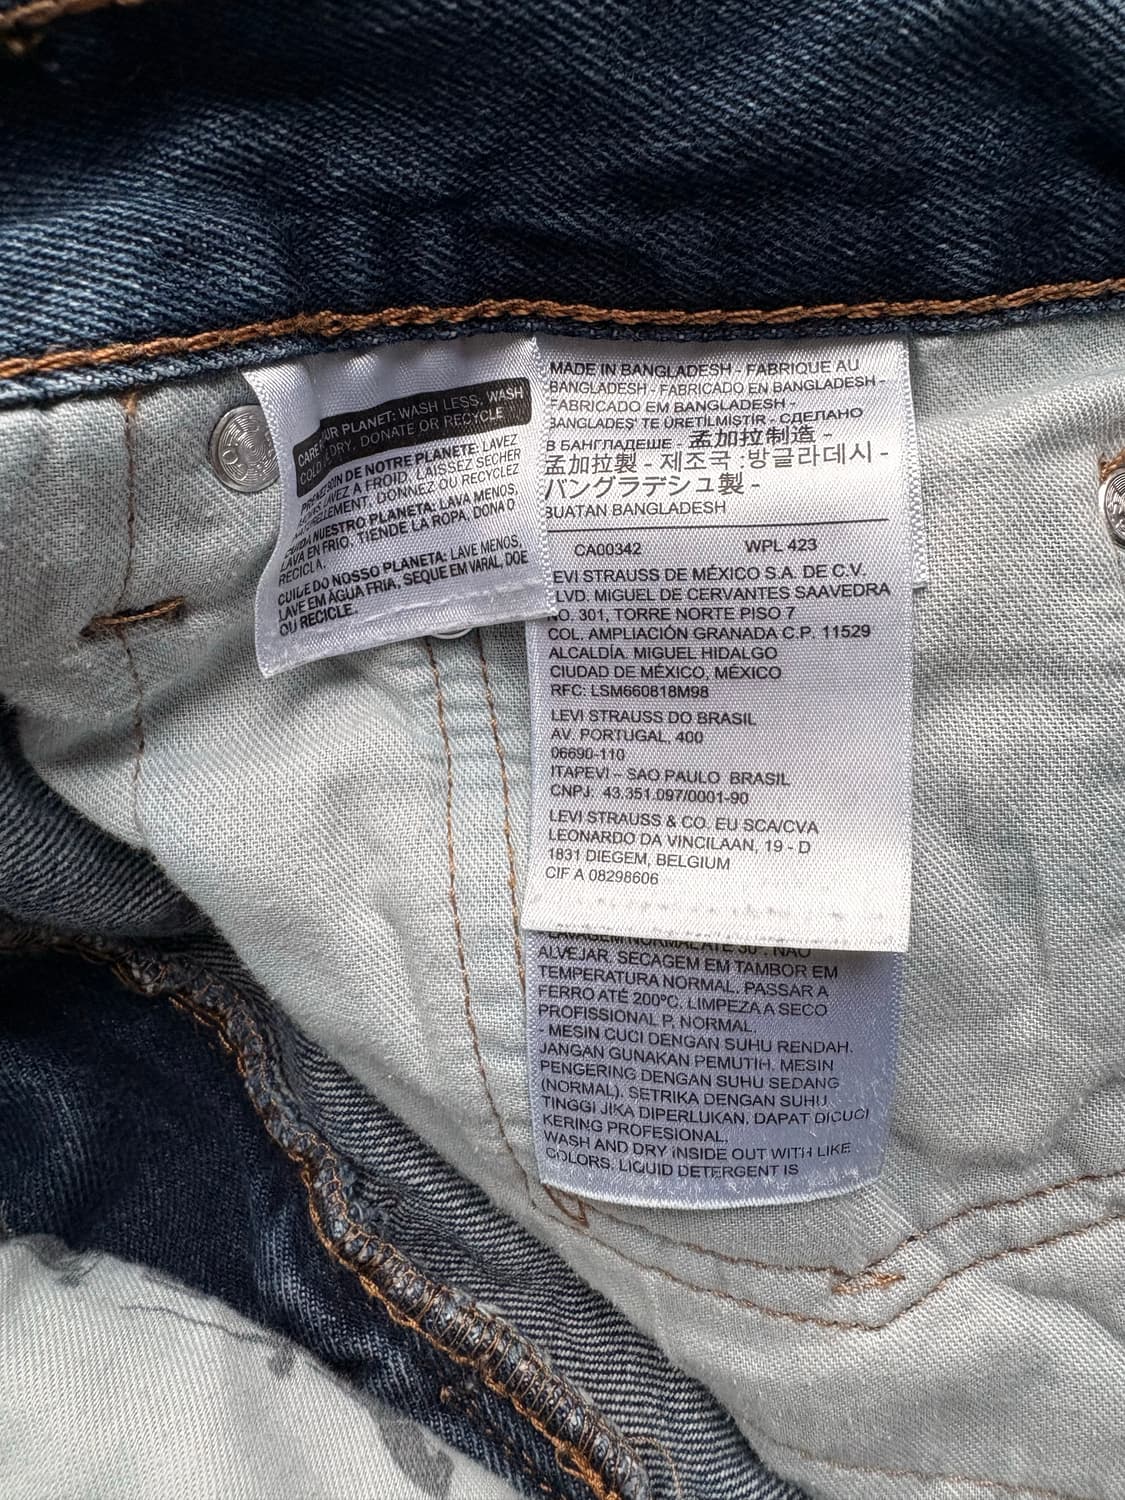 CARE FOR OUR PLANET: WASH LESS, WASH
COLD, DRY, DONATE OR RECYCLE
PRENEZ SOIN DE NOTRE PLANETE: LAVEZ
LAVEZ A FROID, LAISSEZ SECHER
NATURELLEMENT, DONNEZ OU RECYCLEZ
CUIDA NUESTRO PLANETA: LAVA MENOS,
LAVA EN FRIO, TIENDE LA ROPA, DONA O
RECICLA.
CUIDE DO NOSSO PLANETA: LAVE MENOS,
LAVE EM ÁGUA FRIA, SEQUE EM VARAL, DOE
OU RECICLE.
MADE IN BANGLADESH - FABRIQUE AU
BANGLADESH - FABRICADO EN BANGLADESH -
FABRICADO EM BANGLADESH -
BANGLADEŞ' TE ÜRETİLMİŞTİR - СДЕЛАНО
В БАНГЛАДЕШЕ - 孟加拉制造 -
孟加拉製 - 제조국 :방글라데시 -
バングラデシュ製 -
BUATAN BANGLADESH
CA00342 WPL 423
LEVI STRAUSS DE MÉXICO S.A. DE C.V.
BLVD. MIGUEL DE CERVANTES SAAVEDRA
NO. 301, TORRE NORTE PISO 7
COL. AMPLIACIÓN GRANADA C.P. 11529
ALCALDÍA. MIGUEL HIDALGO
CIUDAD DE MÉXICO, MÉXICO
RFC: LSM660818M98
LEVI STRAUSS DO BRASIL
AV. PORTUGAL, 400
06690-110
ITAPEVI – SAO PAULO BRASIL
CNPJ: 43.351.097/0001-90
LEVI STRAUSS & CO. EU SCA/CVA
LEONARDO DA VINCILAAN, 19 - D
1831 DIEGEM, BELGIUM
CIF A 08298606
LAVAGEM NORMAL ATÉ 30°. NÃO
ALVEJAR. SECAGEM EM TAMBOR EM
TEMPERATURA NORMAL. PASSAR A
FERRO ATÉ 200ºC. LIMPEZA A SECO
PROFISSIONAL P, NORMAL.
- MESIN CUCI DENGAN SUHU RENDAH.
JANGAN GUNAKAN PEMUTIH. MESIN
PENGERING DENGAN SUHU SEDANG
(NORMAL). SETRIKA DENGAN SUHU
TINGGI JIKA DIPERLUKAN. DAPAT DICUCI
KERING PROFESIONAL.
WASH AND DRY INSIDE OUT WITH LIKE
COLORS. LIQUID DETERGENT IS